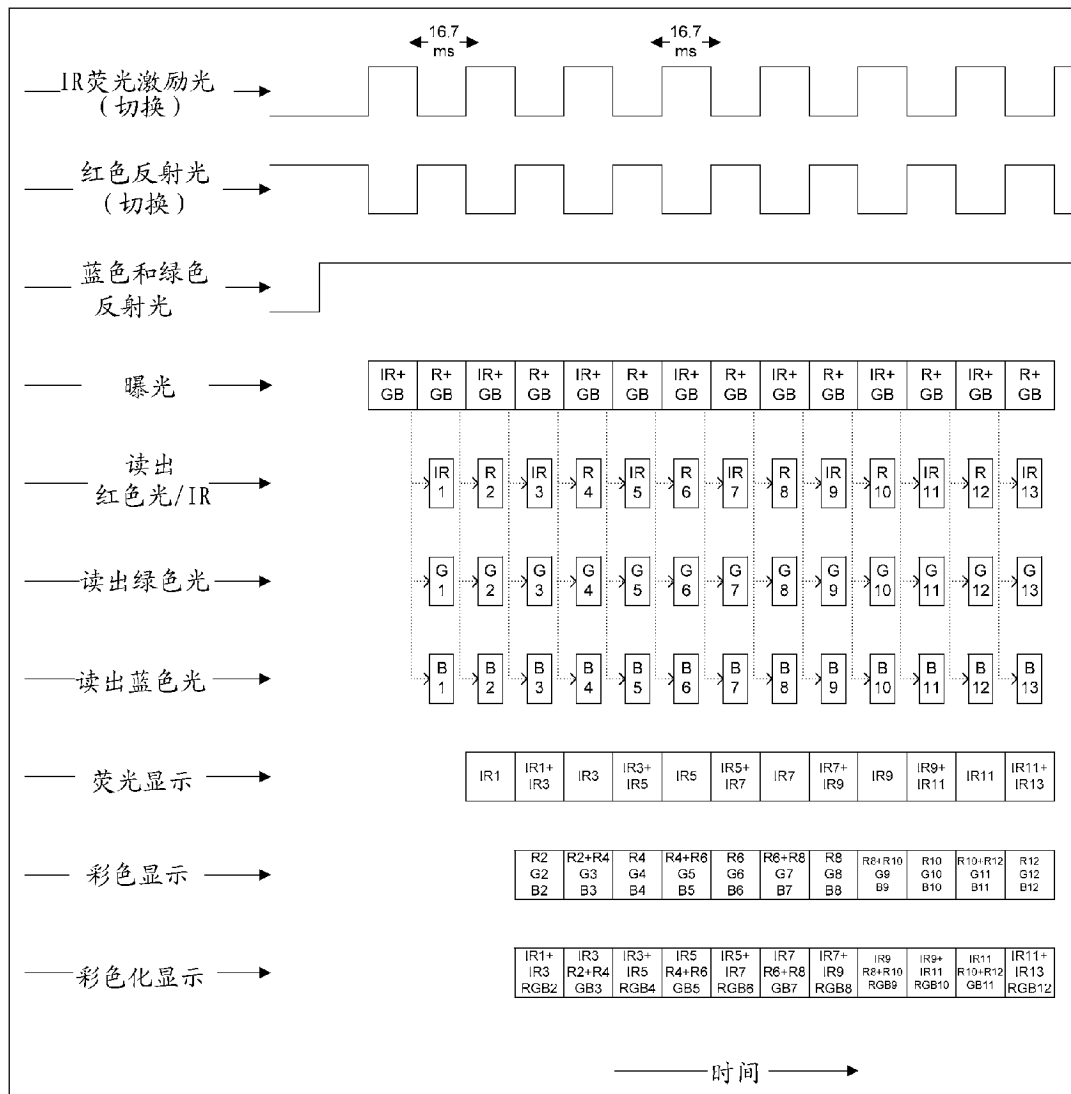 16.7 ms 16.7 ms
IR荧光激励光
(切换)
红色反射光
(切换)
蓝色和绿色
反射光
曝光 IR+ R+ IR+ R+ IR+ R+ IR+ R+ IR+ R+ IR+ R+ IR+ R+
GB GB GB GB GB GB GB GB GB GB GB GB GB GB
读出
红色光/IR
IR R IR R IR R IR R IR R IR R IR
1 2 3 4 5 6 7 8 9 10 11 12 13
读出绿色光
G G G G G G G G G G G G G
1 2 3 4 5 6 7 8 9 10 11 12 13
读出蓝色光
B B B B B B B B B B B B B
1 2 3 4 5 6 7 8 9 10 11 12 13
荧光显示
IR1 IR1+ IR3 IR3+ IR5 IR5+ IR7 IR7+ IR9 IR9+ IR11 IR11+
IR3 IR5 IR7 IR9 IR11 IR13
彩色显示
R2 R2+R4 R4 R4+R6 R6 R6+R8 R8 R8+R10 R10 R10+R12 R12
G2 G3 G4 G5 G6 G7 G8 G9 G10 G11 G12
B2 B3 B4 B5 B6 B7 B8 B9 B10 B11 B12
彩色化显示
IR1+ IR3 IR3+ IR5 IR5+ IR7 IR7+ IR9 IR9+ IR11 IR11+
IR3 R2+R4 IR5 R4+R6 IR7 R6+R8 IR9 R8+R10 IR11 R10+R12 IR13
RGB2 GB3 RGB4 GB5 RGB6 GB7 RGB8 RGB9 RGB10 GB11 RGB12
时间